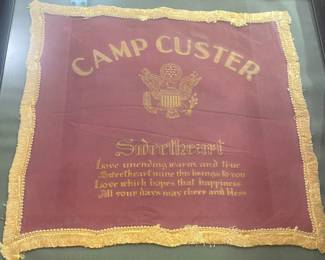 CAMP CUSTER
Sweetheart
Love unending warm and true
Sweetheart mine this brings to you
Love which hopes that happiness
All your days may cheer and bless